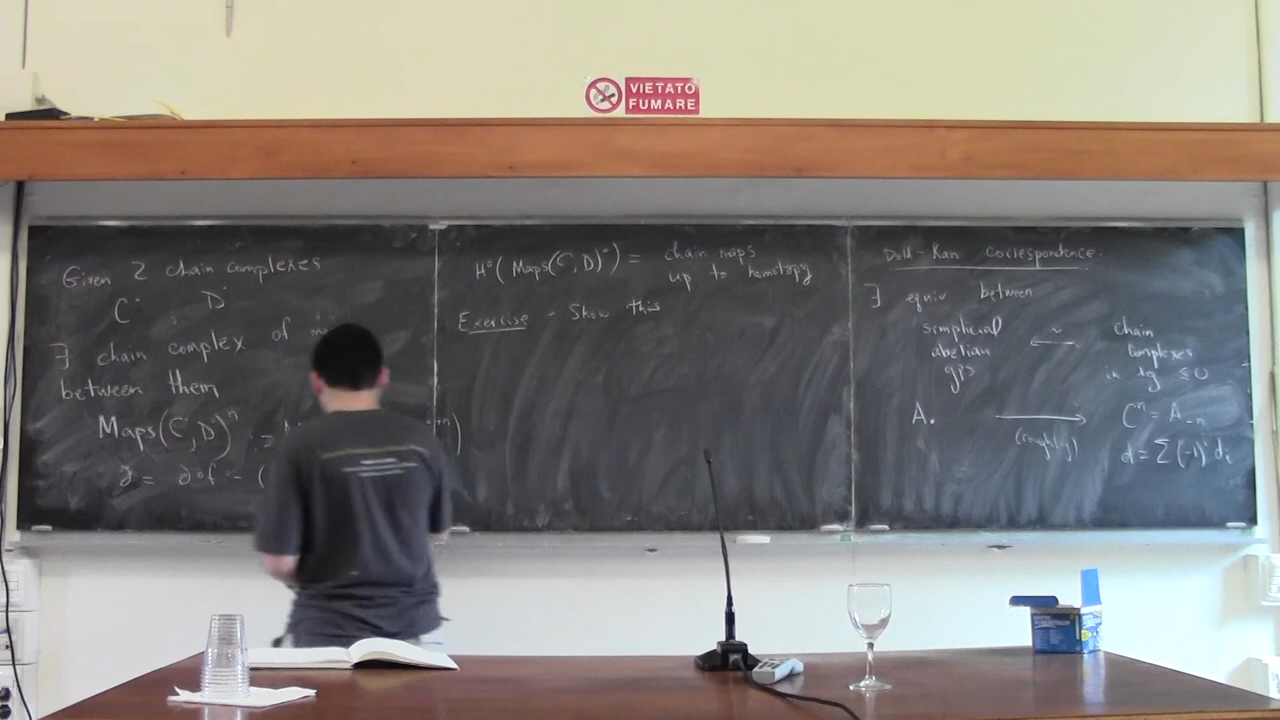 VIETATO
FUMARE
Given 2 chain complexes
C˙ , D˙
∃ chain complex of
between them
Maps(C˙, D˙)ⁿ =
∂ = ∂ o f - (
H⁰(Maps(C˙, D˙)˙) = chain maps
up to homotopy
Exercise - Show this
Dold-Kan correspondence.
∃ equiv between
simplicial
abelian
gps
~
←
chain
complexes
in dg ≤ 0
A. → Cⁿ = A₋ₙ
(roughly)
d = Σ(-1)ⁱ dᵢ